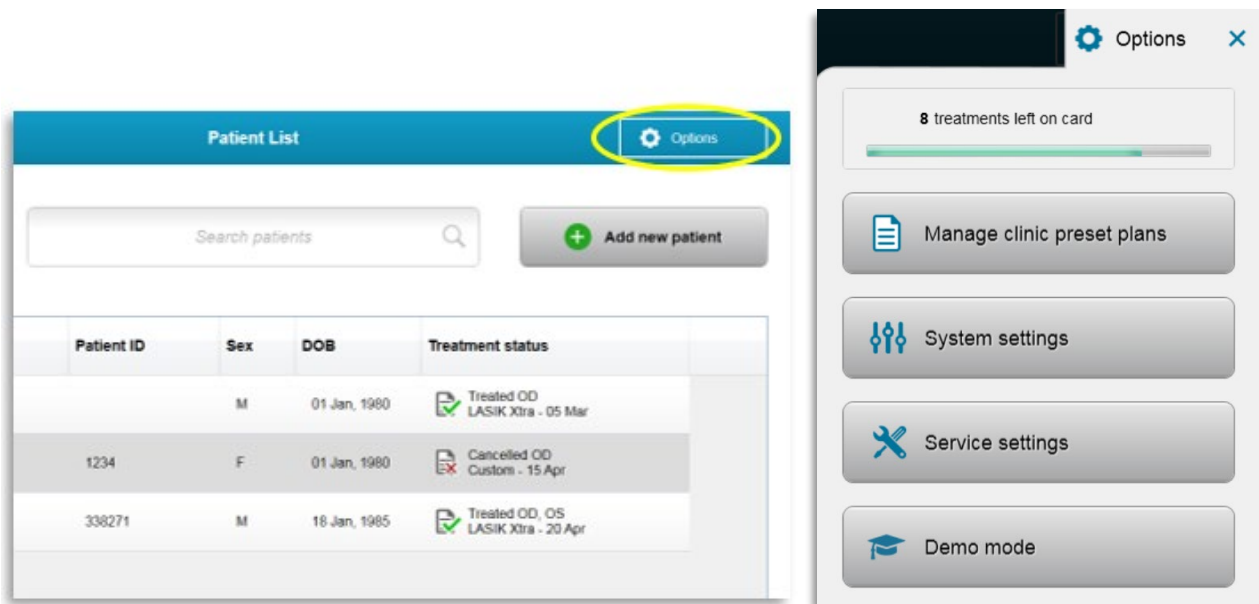 Patient List
Options
Search patients
Add new patient
Patient ID Sex DOB Treatment status
M 01 Jan, 1980 Treated OD
LASIK Xtra - 05 Mar
1234 F 01 Jan, 1980 Cancelled OD
Custom - 15 Apr
338271 M 18 Jan, 1985 Treated OD, OS
LASIK Xtra - 20 Apr
Options
8 treatments left on card
Manage clinic preset plans
System settings
Service settings
Demo mode